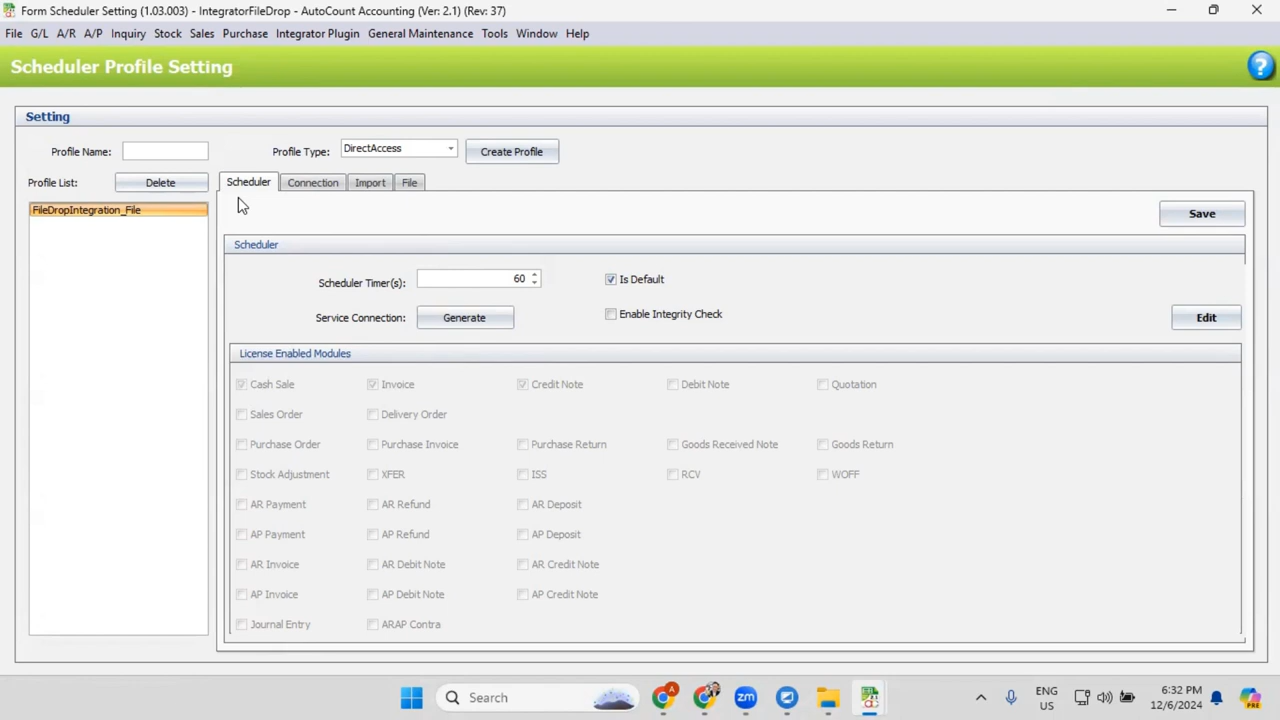 Form Scheduler Setting (1.03.003) - IntegratorFileDrop - AutoCount Accounting (Ver: 2.1) (Rev: 37)
File G/L A/R A/P Inquiry Stock Sales Purchase Integrator Plugin General Maintenance Tools Window Help
Scheduler Profile Setting
Setting
Profile Name: Profile Type: DirectAccess Create Profile
Profile List: Delete Scheduler Connection Import File
FileDropIntegration_File
Save
Scheduler
Scheduler Timer(s): 60 Is Default
Service Connection: Generate Enable Integrity Check Edit
License Enabled Modules
Cash Sale Invoice Credit Note Debit Note Quotation
Sales Order Delivery Order
Purchase Order Purchase Invoice Purchase Return Goods Received Note Goods Return
Stock Adjustment XFER ISS RCV WOFF
AR Payment AR Refund AR Deposit
AP Payment AP Refund AP Deposit
AR Invoice AR Debit Note AR Credit Note
AP Invoice AP Debit Note AP Credit Note
Journal Entry ARAP Contra
Search ENG US 6:32 PM 12/6/2024